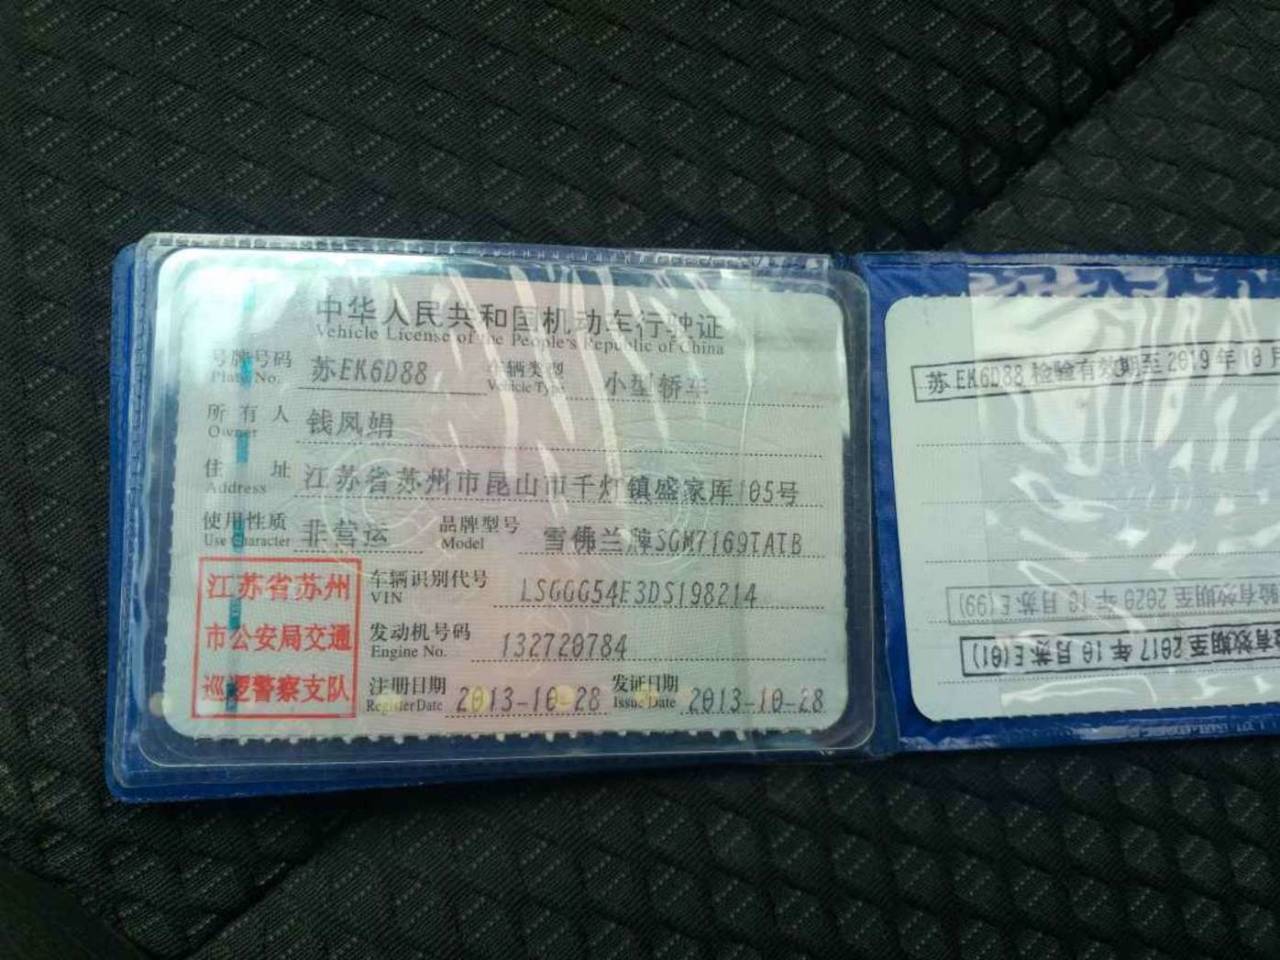 中华人民共和国机动车行驶证
Vehicle License of the People's Republic of China
号牌号码 苏EK6D88 车辆类型 小型轿车
Plate No. Vehicle Type
所有人 钱凤娟
Owner
住址 江苏省苏州市昆山市千灯镇盛家厍105号
Address
使用性质 非营运 品牌型号 雪佛兰牌SGM7169TATB
Use Character Model
江苏省苏州
市公安局交通
巡逻警察支队
车辆识别代号 LSGGG54E3DS198214
VIN
发动机号码 132720784
Engine No.
注册日期 2013-10-28 发证日期 2013-10-28
Register Date Issue Date
苏EK6D88 检验有效期至2019年10月
验有效期至2020年10月苏E(99)
有效期至2017年10月苏E(01)